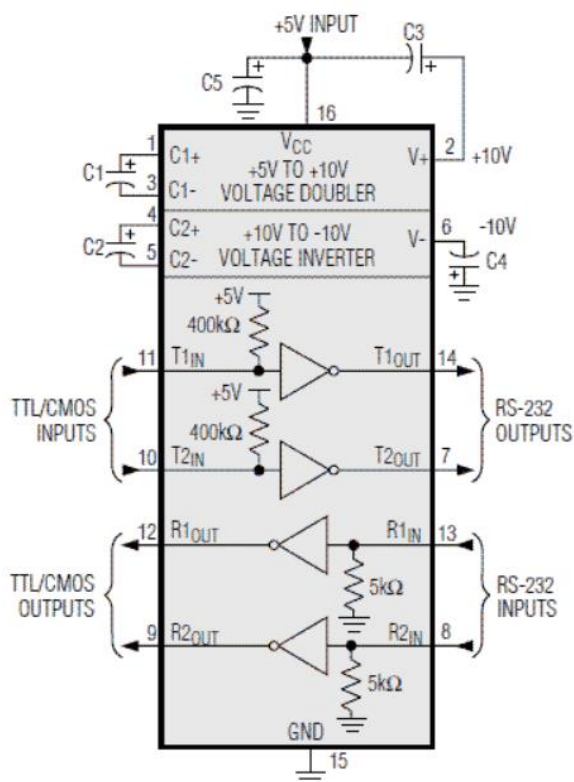 +5V INPUT
C3
C5
+
+
16
1
C1+
VCC
V+
2
+10V
C1
+
+5V TO +10V
3
C1-
VOLTAGE DOUBLER
4
C2+
+10V TO -10V
V-
6
-10V
C2
+
5
C2-
VOLTAGE INVERTER
+
C4
+5V
400kΩ
11
T1IN
T1OUT
14
TTL/CMOS
INPUTS
+5V
RS-232
OUTPUTS
400kΩ
10
T2IN
T2OUT
7
12
R1OUT
R1IN
13
TTL/CMOS
OUTPUTS
5kΩ
RS-232
INPUTS
9
R2OUT
R2IN
8
5kΩ
GND
15